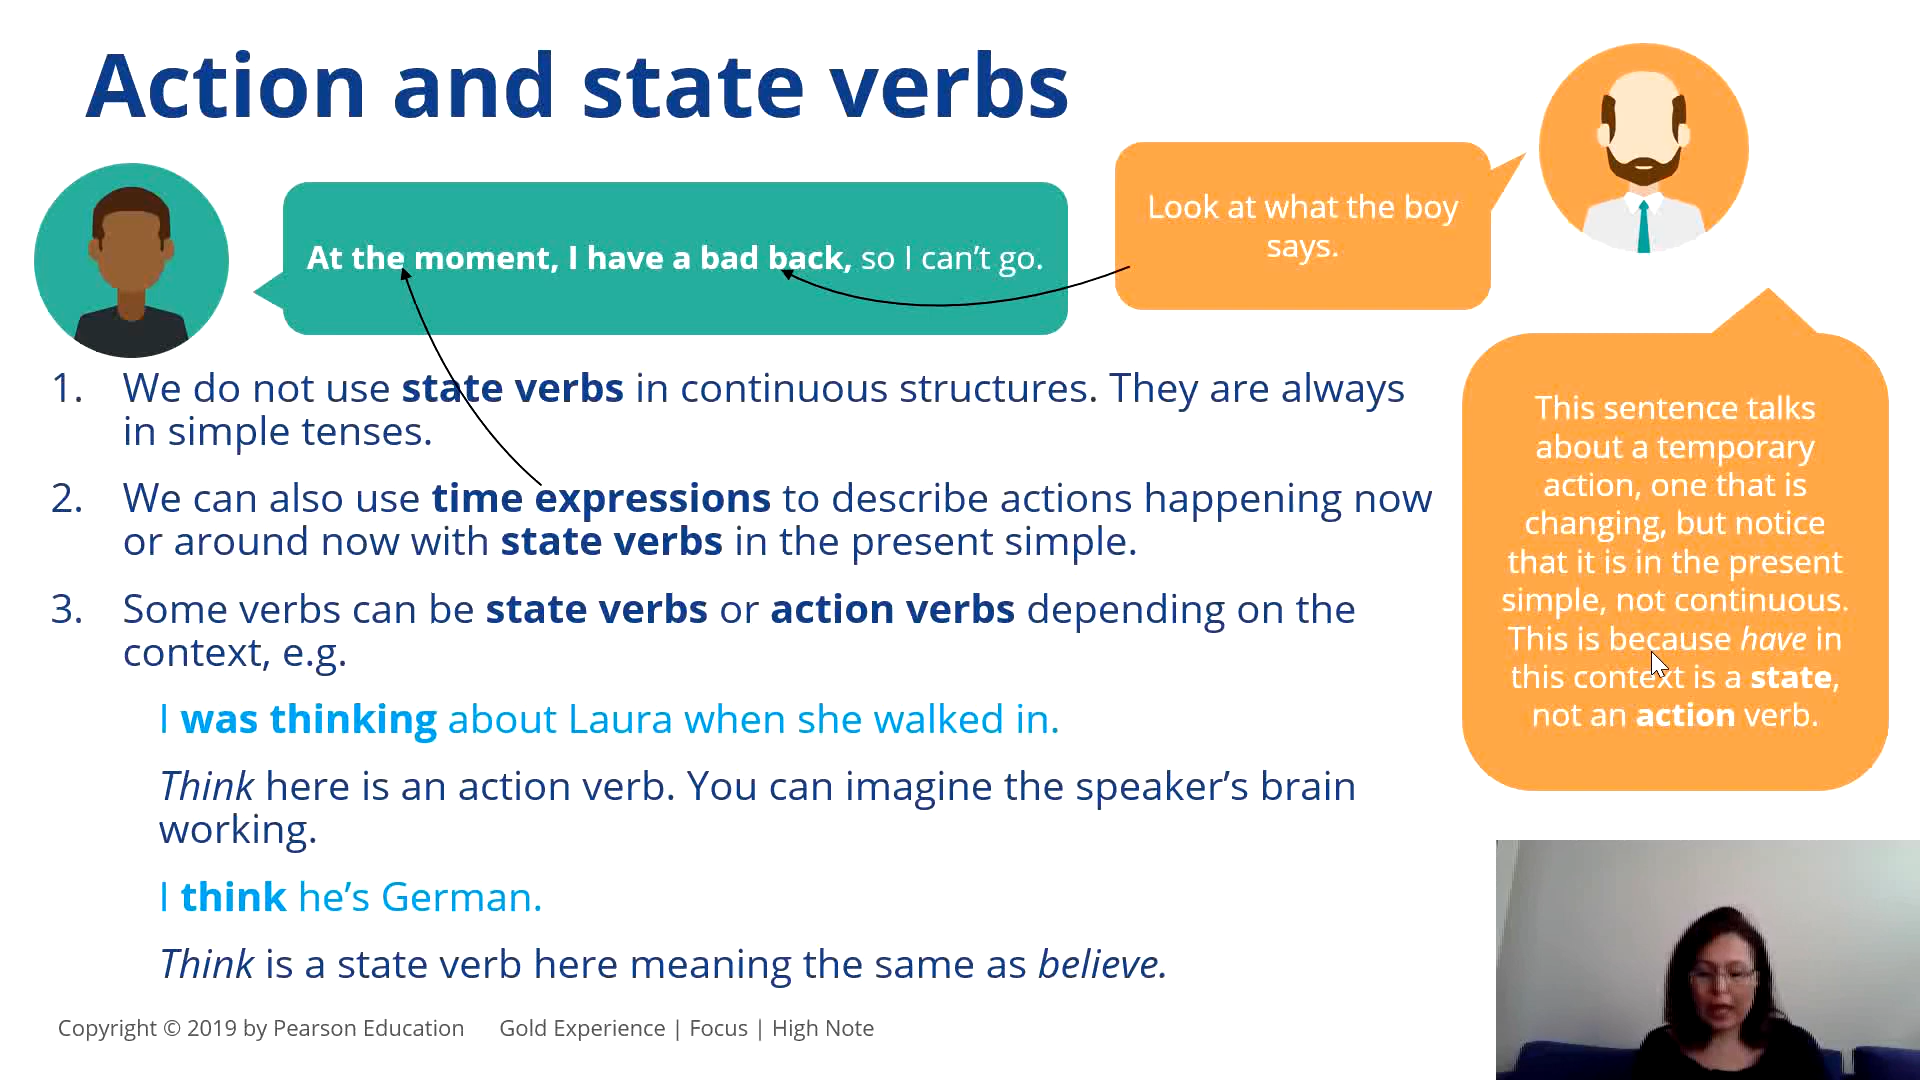 Action and state verbs
At the moment, I have a bad back, so I can’t go.
Look at what the boy
says.
1. We do not use state verbs in continuous structures. They are always
in simple tenses.
2. We can also use time expressions to describe actions happening now
or around now with state verbs in the present simple.
3. Some verbs can be state verbs or action verbs depending on the
context, e.g.
I was thinking about Laura when she walked in.
Think here is an action verb. You can imagine the speaker’s brain
working.
I think he’s German.
Think is a state verb here meaning the same as believe.
This sentence talks
about a temporary
action, one that is
changing, but notice
that it is in the present
simple, not continuous.
This is because have in
this context is a state,
not an action verb.
Copyright © 2019 by Pearson Education Gold Experience | Focus | High Note